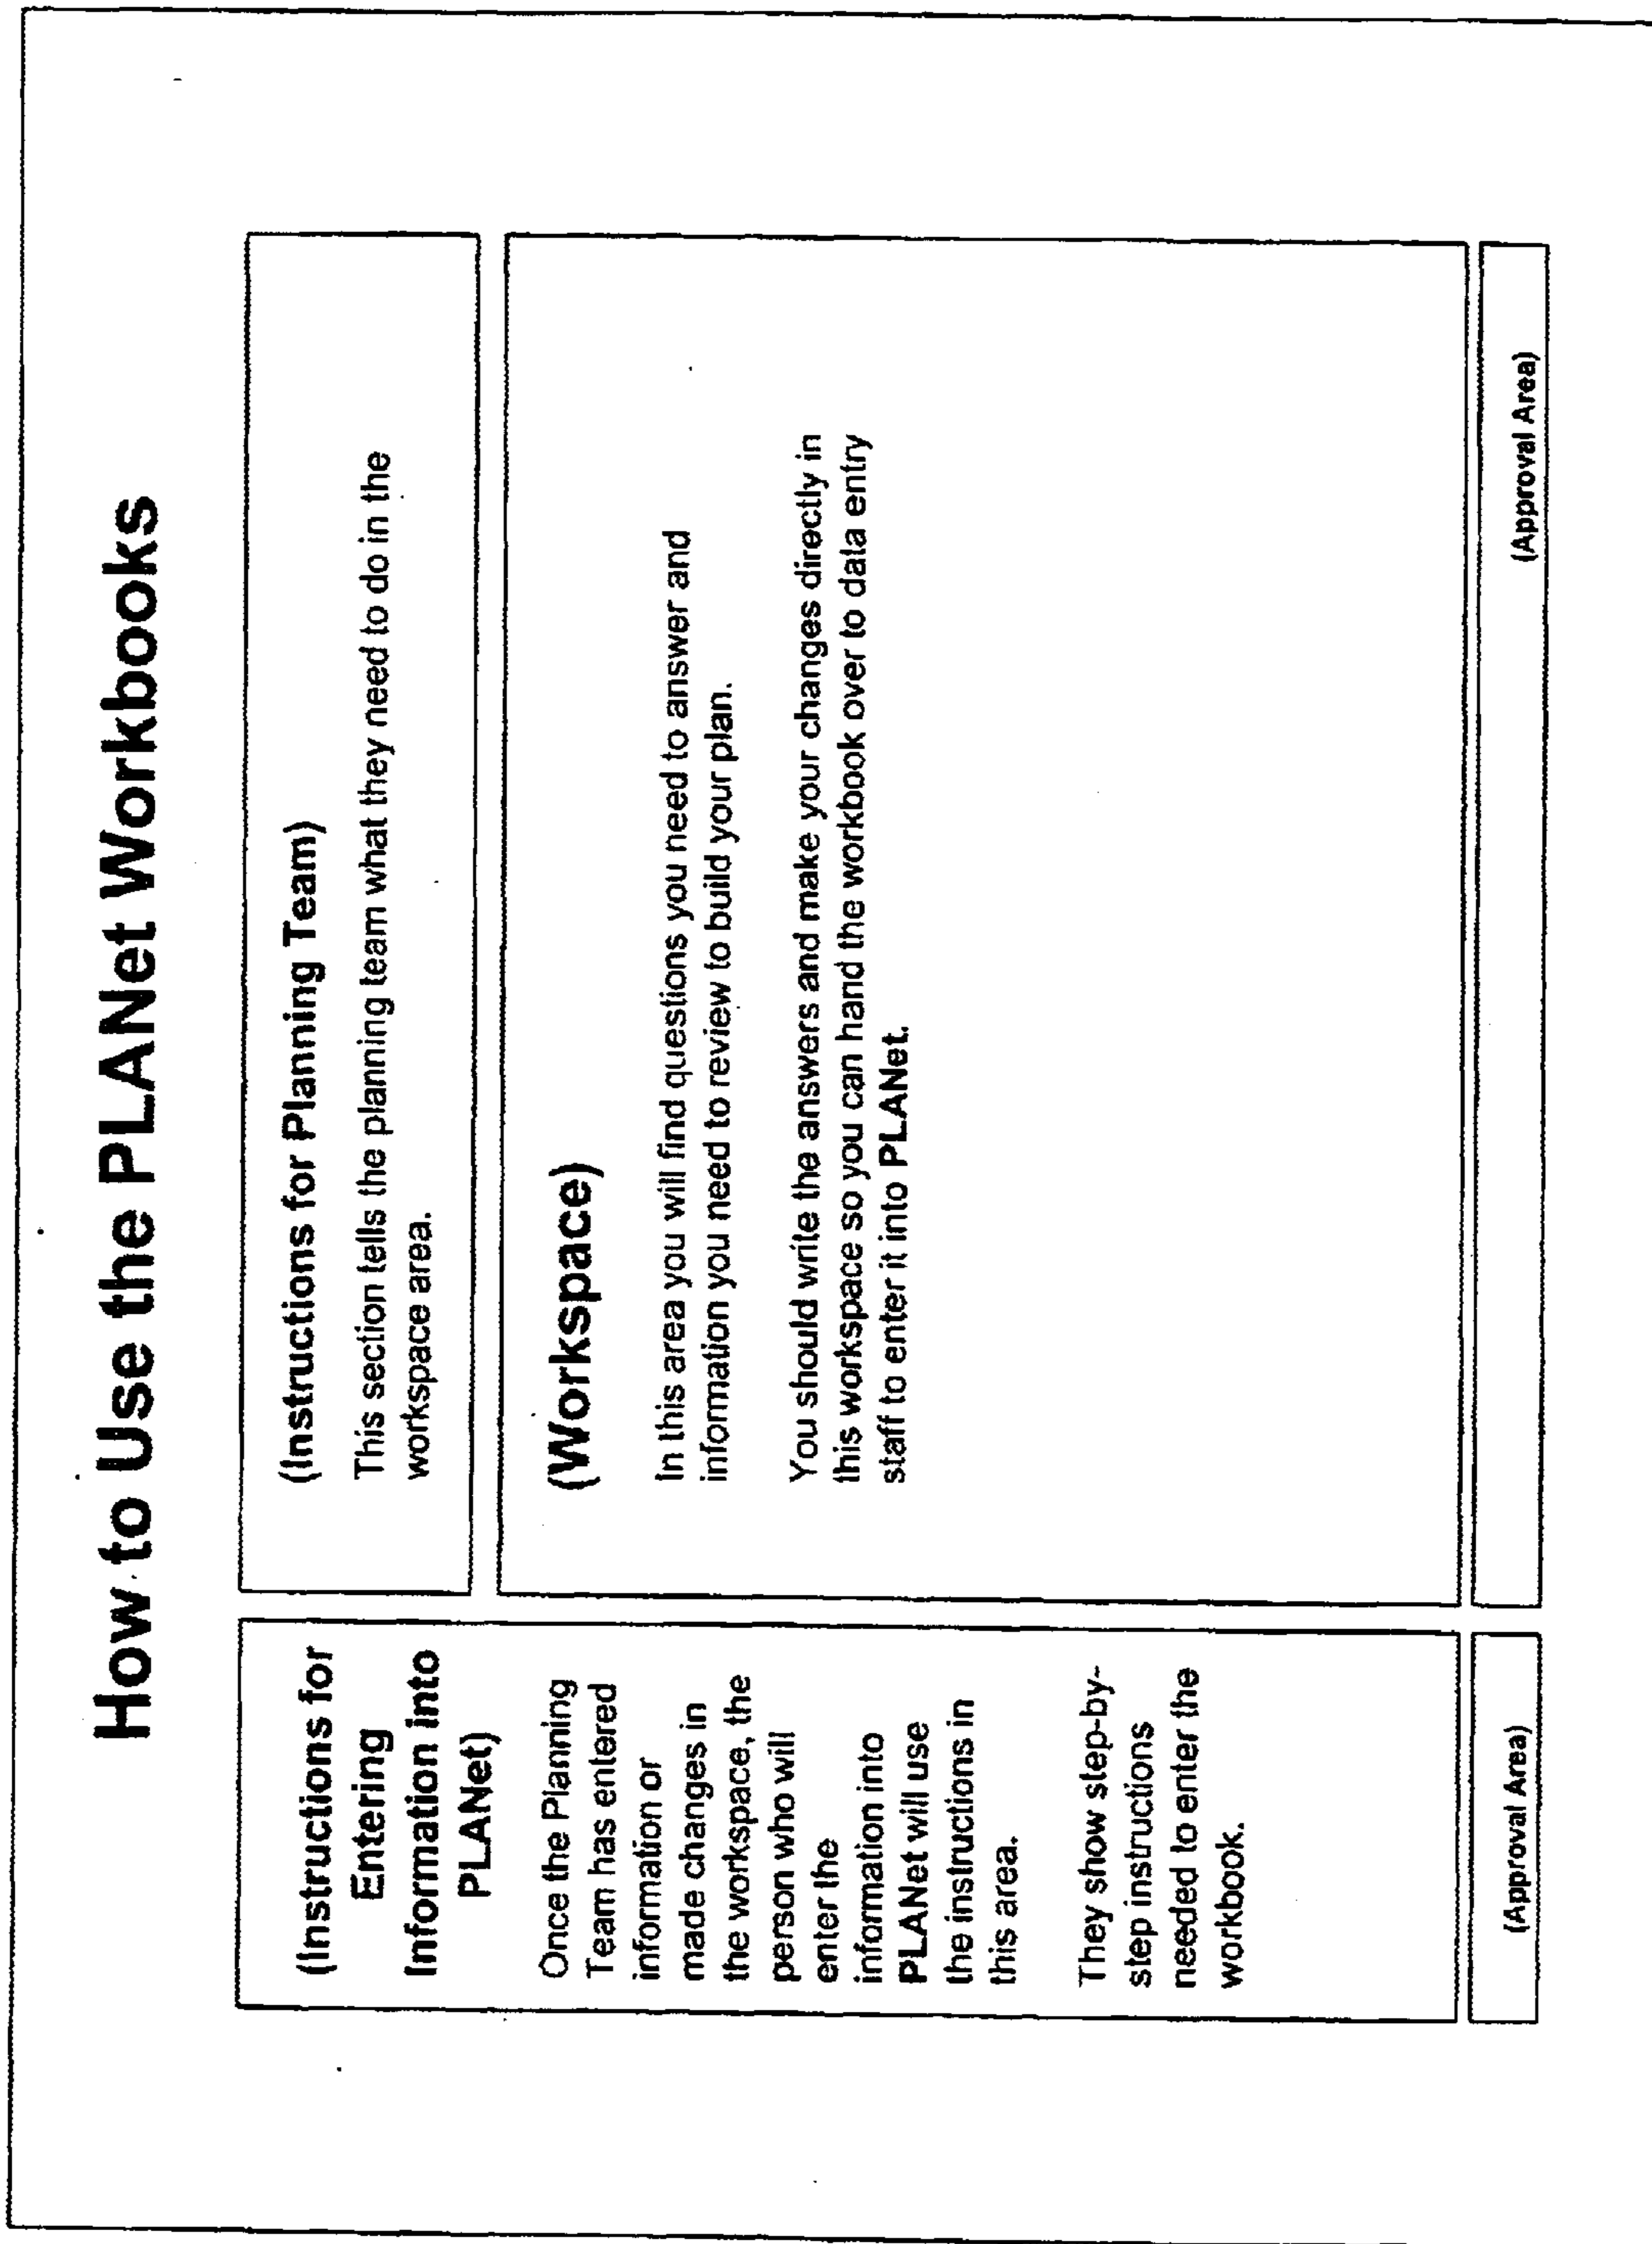 How to Use the PLANet Workbooks
(Instructions for
Entering
Information into
PLANet)
Once the Planning
Team has entered
information or
made changes in
the workspace, the
person who will
enter the
information into
PLANet will use
the instructions in
this area.
They show step-by-
step instructions
needed to enter the
workbook.
(Approval Area)
(Instructions for Planning Team)
This section tells the planning team what they need to do in the
workspace area.
(Workspace)
In this area you will find questions you need to answer and
information you need to review to build your plan.
You should write the answers and make your changes directly in
this workspace so you can hand the workbook over to data entry
staff to enter it into PLANet.
(Approval Area)